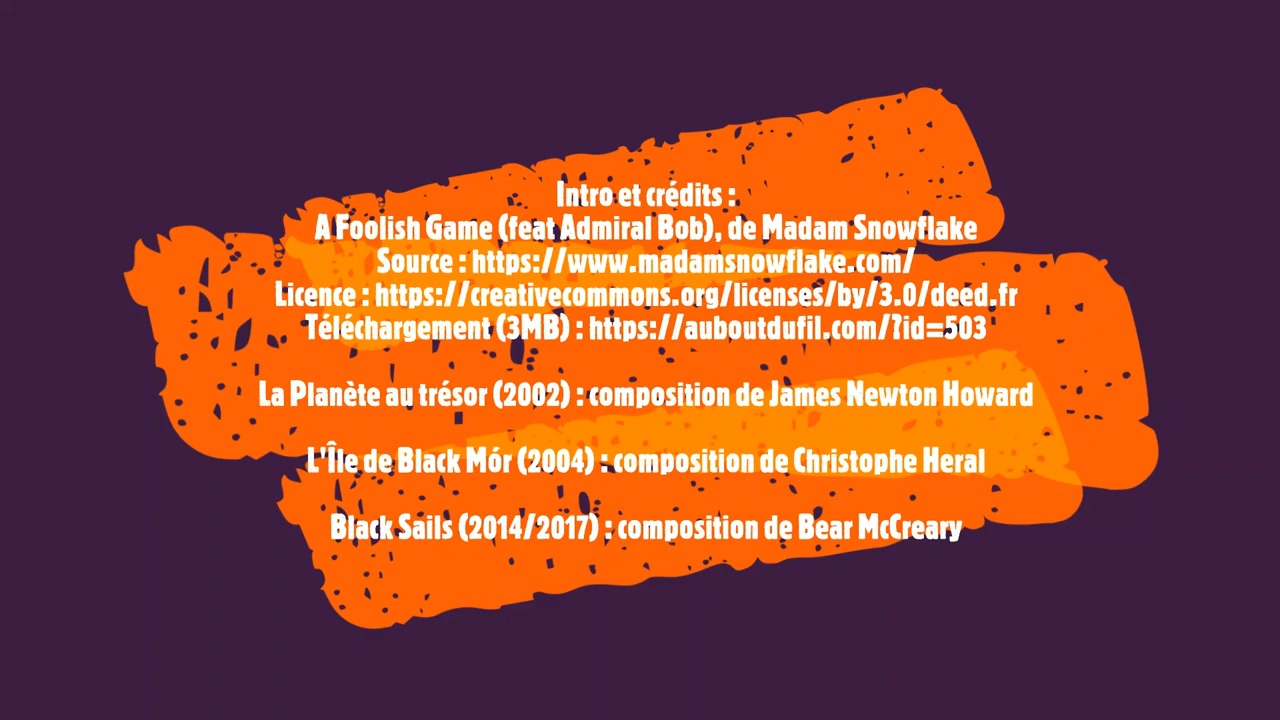 Intro et crédits :
A Foolish Game (feat Admiral Bob), de Madam Snowflake
Source : https://www.madamsnowflake.com/
Licence : https://creativecommons.org/licenses/by/3.0/deed.fr
Téléchargement (3MB) : https://auboutdufil.com/?id=503
La Planète au trésor (2002) : composition de James Newton Howard
L'Île de Black Mór (2004) : composition de Christophe Heral
Black Sails (2014/2017) : composition de Bear McCreary